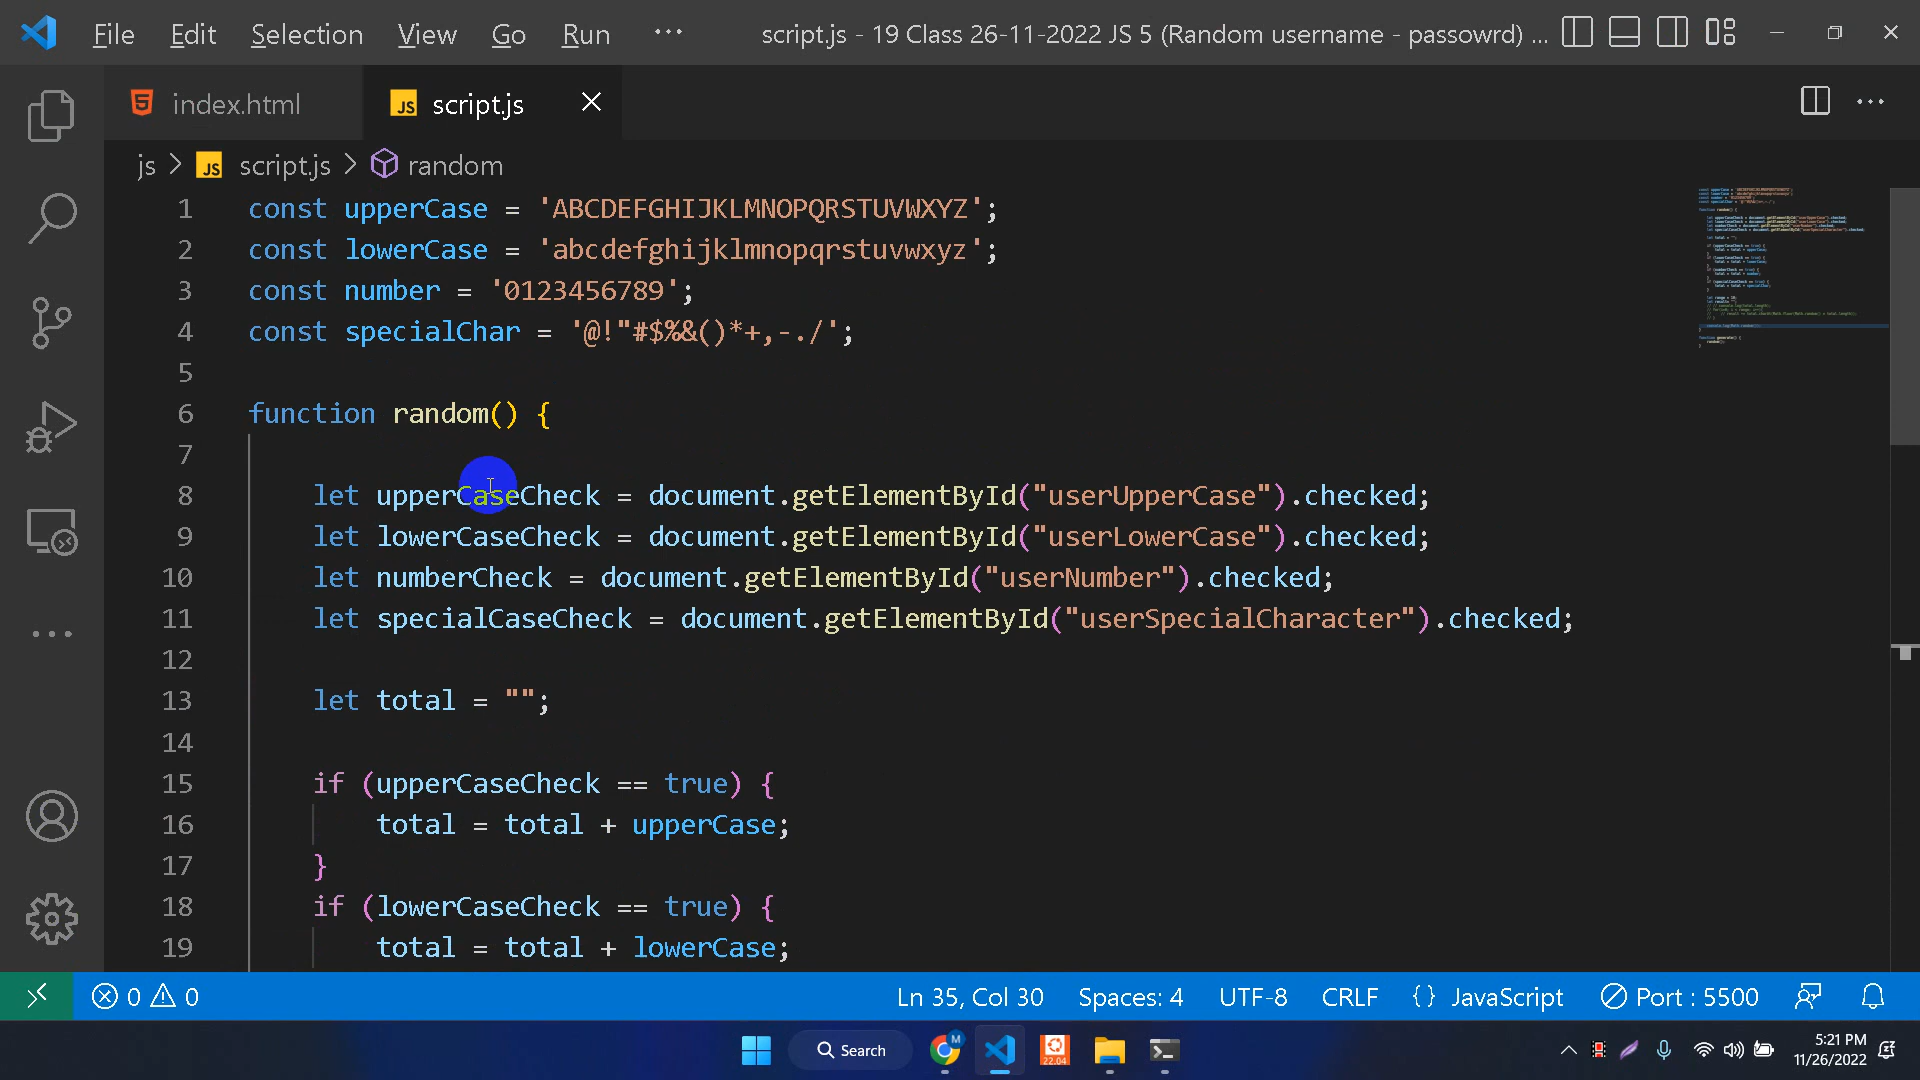 File Edit Selection View Go Run ··· script.js - 19 Class 26-11-2022 JS 5 (Random username - passowrd) ...
index.html JS script.js
js > JS script.js > random
1 const upperCase = 'ABCDEFGHIJKLMNOPQRSTUVWXYZ';
2 const lowerCase = 'abcdefghijklmnopqrstuvwxyz';
3 const number = '0123456789';
4 const specialChar = '@!"#$%&()*+,-./';
5
6 function random() {
7
8 let upperCaseCheck = document.getElementById("userUpperCase").checked;
9 let lowerCaseCheck = document.getElementById("userLowerCase").checked;
10 let numberCheck = document.getElementById("userNumber").checked;
11 let specialCaseCheck = document.getElementById("userSpecialCharacter").checked;
12
13 let total = "";
14
15 if (upperCaseCheck == true) {
16 total = total + upperCase;
17 }
18 if (lowerCaseCheck == true) {
19 total = total + lowerCase;
0 0 Ln 35, Col 30 Spaces: 4 UTF-8 CRLF {} JavaScript Port : 5500
Search M 22.04 5:21 PM
11/26/2022